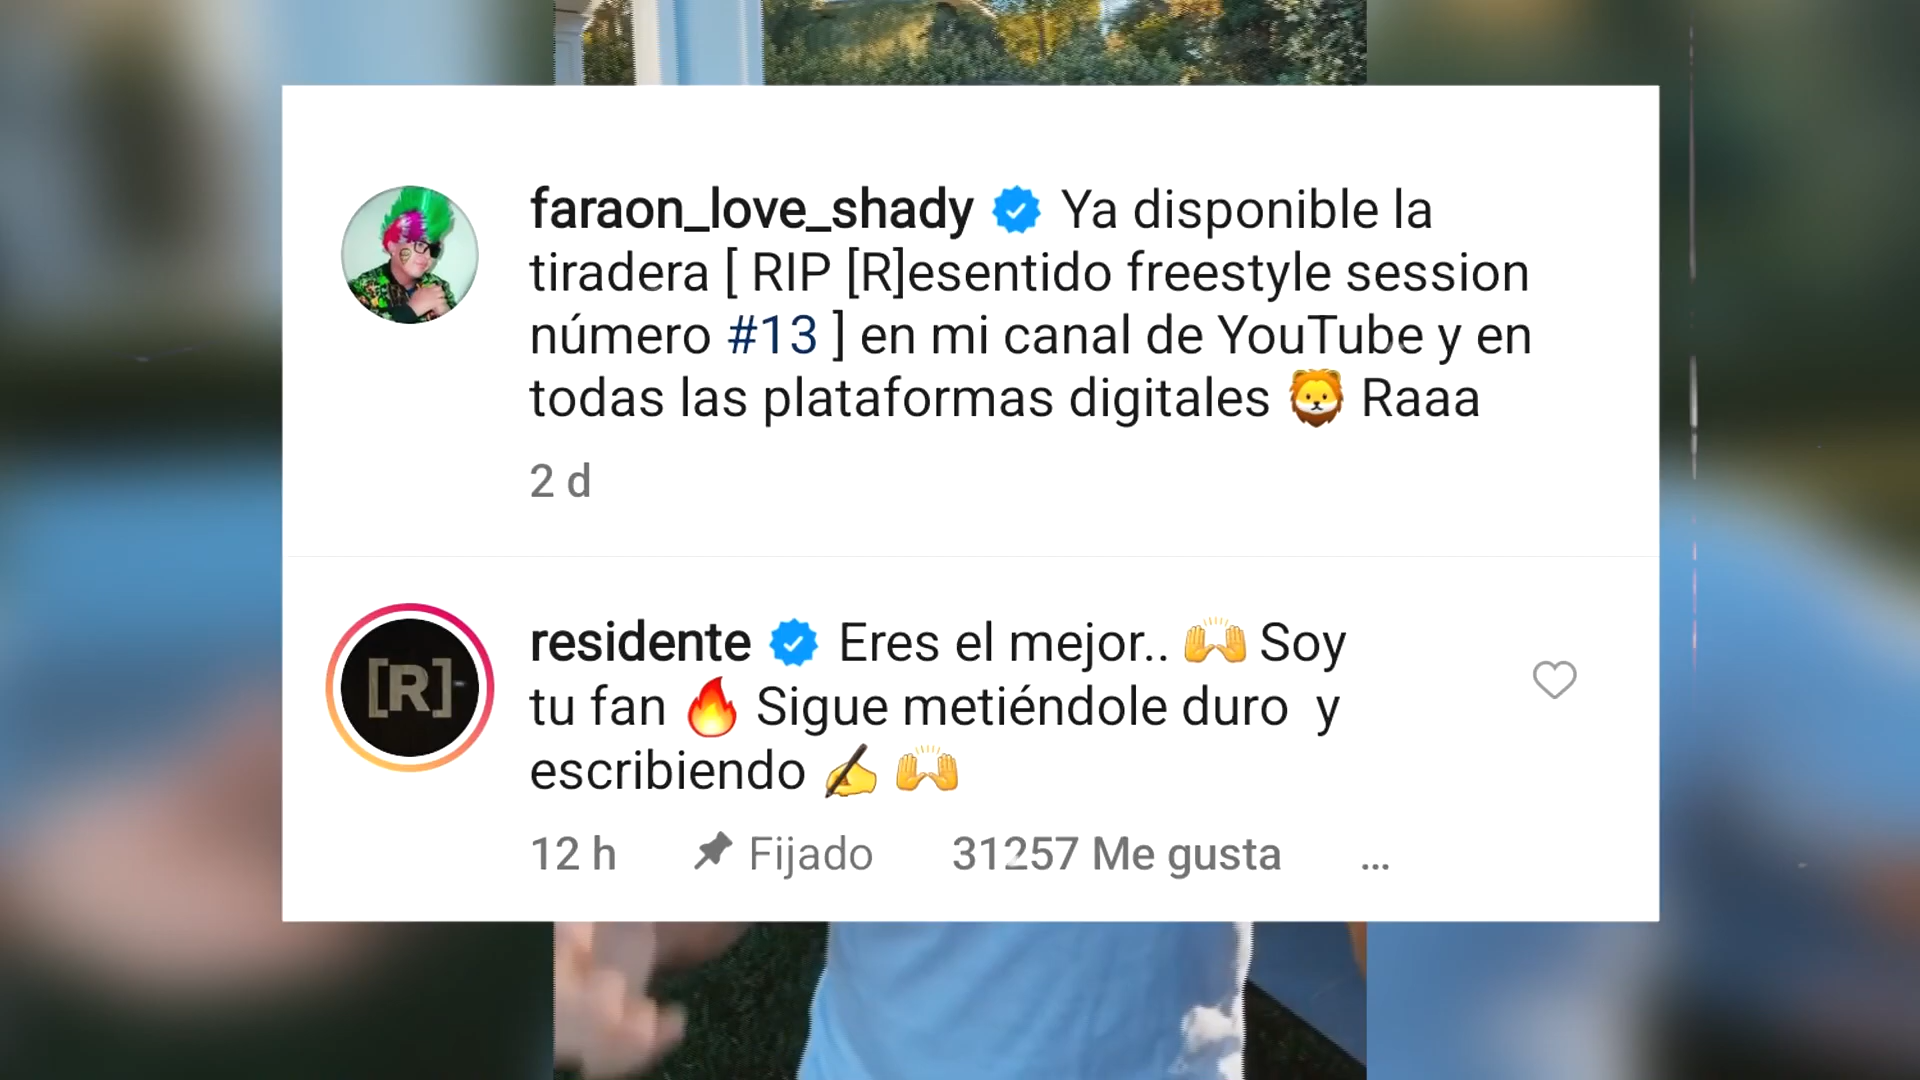 faraon_love_shady Ya disponible la
tiradera [ RIP [R]esentido freestyle session
número #13 ] en mi canal de YouTube y en
todas las plataformas digitales 🦁 Raaa
2 d
[R]
residente Eres el mejor.. 🙌 Soy
tu fan 🔥 Sigue metiéndole duro y
escribiendo ✍️ 🙌
12 h Fijado 31257 Me gusta ...